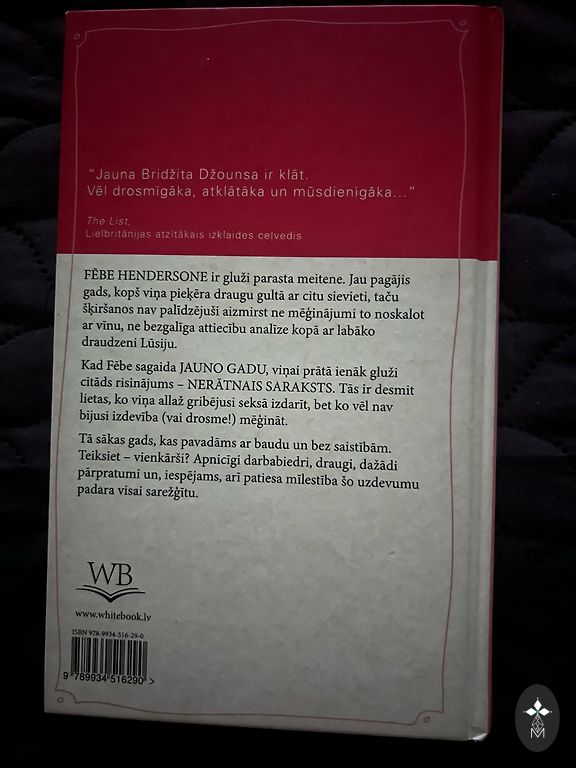 "Jauna Bridžita Džounsa ir klāt.
Vēl drosmīgāka, atklātāka un mūsdienīgāka..."
The List,
Lielbritānijas atzītākais izklaides ceļvedis
FĒBE HENDERSONE ir gluži parasta meitene. Jau pagājis
gads, kopš viņa pieķēra draugu gultā ar citu sievieti, taču
šķiršanos nav palīdzējuši aizmirst ne mēģinājumi to noskalot
ar vīnu, ne bezgalīga attiecību analīze kopā ar labāko
draudzeni Lūsiju.
Kad Fēbe sagaida JAUNO GADU, viņai prātā ienāk gluži
citāds risinājums – NERĀTNAIS SARAKSTS. Tās ir desmit
lietas, ko viņa allaž gribējusi seksā izdarīt, bet ko vēl nav
bijusi izdevība (vai drosme!) mēģināt.
Tā sākas gads, kas pavadāms ar baudu un bez saistībām.
Teiksiet – vienkārši? Apnicīgi darbabiedri, draugi, dažādi
pārpratumi un, iespējams, arī patiesa mīlestība šo uzdevumu
padara visai sarežģītu.
WB
www.whitebook.lv
ISBN 978-9934-516-29-0
9 789934 516290 >
M